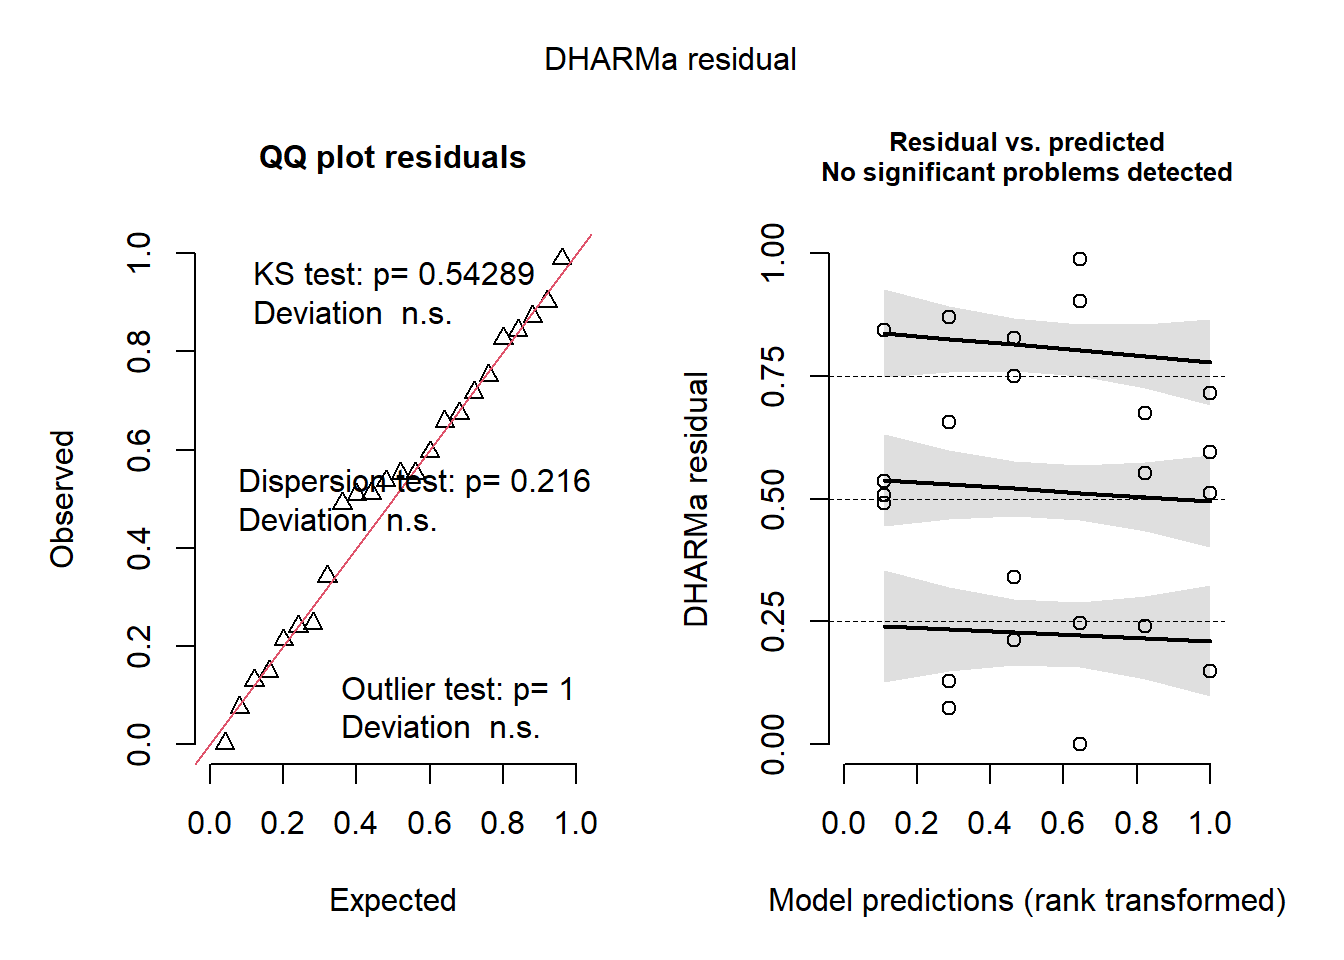 DHARMa residual
QQ plot residuals
KS test: p= 0.54289
Deviation  n.s.
Dispersion test: p= 0.216
Deviation  n.s.
Outlier test: p= 1
Deviation  n.s.
Observed
0.0
0.2
0.4
0.6
0.8
1.0
0.0 0.2 0.4 0.6 0.8 1.0
Expected
Residual vs. predicted
No significant problems detected
DHARMa residual
0.00
0.25
0.50
0.75
1.00
0.0 0.2 0.4 0.6 0.8 1.0
Model predictions (rank transformed)